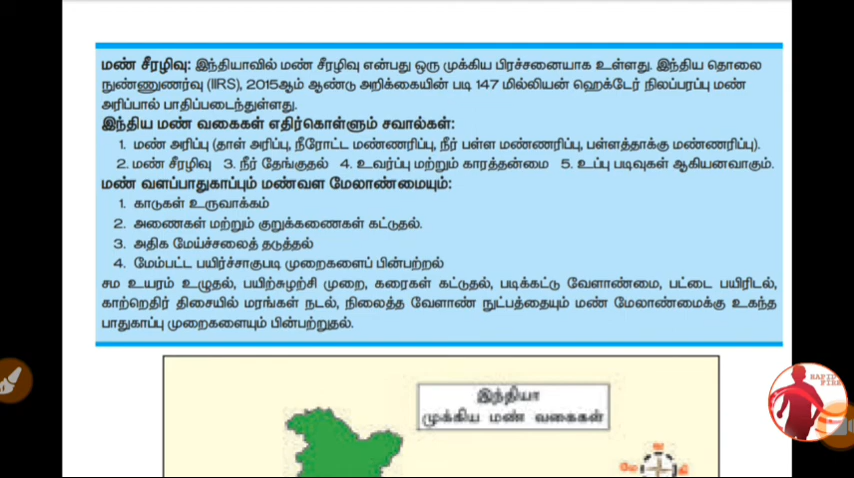 மண் சீரழிவு: இந்தியாவில் மண் சீரழிவு என்பது ஒரு முக்கிய பிரச்சனையாக உள்ளது. இந்திய தொலை
நுண்ணுணர்வு (IIRS), 2015ஆம் ஆண்டு அறிக்கையின் படி 147 மில்லியன் ஹெக்டேர் நிலப்பரப்பு மண்
அரிப்பால் பாதிப்படைந்துள்ளது.
இந்திய மண் வகைகள் எதிர்கொள்ளும் சவால்கள்:
1. மண் அரிப்பு (தாள் அரிப்பு, நீரோட்ட மண்ணரிப்பு, நீர் பள்ள மண்ணரிப்பு, பள்ளத்தாக்கு மண்ணரிப்பு).
2. மண் சீரழிவு 3. நீர் தேங்குதல் 4. உவர்ப்பு மற்றும் காரத்தன்மை 5. உப்பு படிவுகள் ஆகியனவாகும்.
மண் வளப்பாதுகாப்பும் மண்வள மேலாண்மையும்:
1. காடுகள் உருவாக்கம்
2. அணைகள் மற்றும் குறுக்கணைகள் கட்டுதல்.
3. அதிக மேய்ச்சலைத் தடுத்தல்
4. மேம்பட்ட பயிர்ச்சாகுபடி முறைகளைப் பின்பற்றல்
சம உயரம் உழுதல், பயிற்சுழற்சி முறை, கரைகள் கட்டுதல், படிக்கட்டு வேளாண்மை, பட்டை பயிரிடல்,
காற்றெதிர் திசையில் மரங்கள் நடல், நிலைத்த வேளாண் நுட்பத்தையும் மண் மேலாண்மைக்கு உகந்த
பாதுகாப்பு முறைகளையும் பின்பற்றுதல்.
இந்தியா
முக்கிய மண் வகைகள்
வ
மே கி
RAPID
FIRE